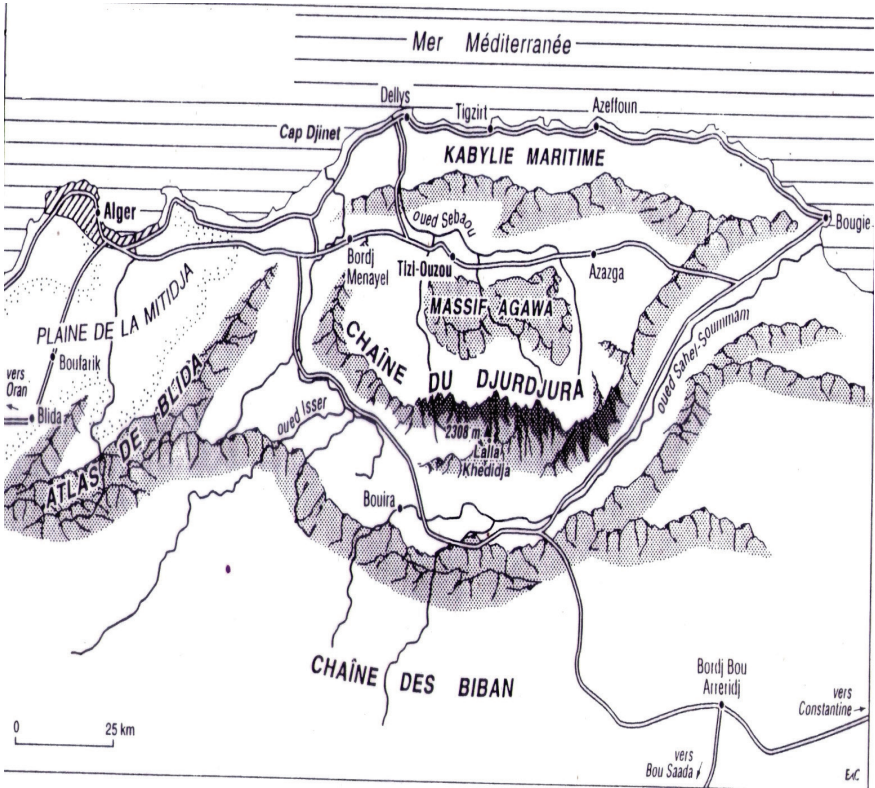 Mer Méditerranée
Dellys
Tigzirt
Azeffoun
Cap Djinet
KABYLIE MARITIME
Alger
oued Sebaou
Bougie
Bordj
Menayel
Tizi-Ouzou
Azazga
MASSIF AGAWA
PLAINE DE LA MITIDJA
CHAÎNE DU DJURDJURA
oued Sahel-Soummam
Boufarik
vers
Oran
Blida
ATLAS DE BLIDA
oued Isser
2308 m.
Lalla
Khedidja
Bouira
CHAÎNE DES BIBAN
Bordj Bou
Arreridj
vers
Constantine
0 25 km
vers
Bou Saada